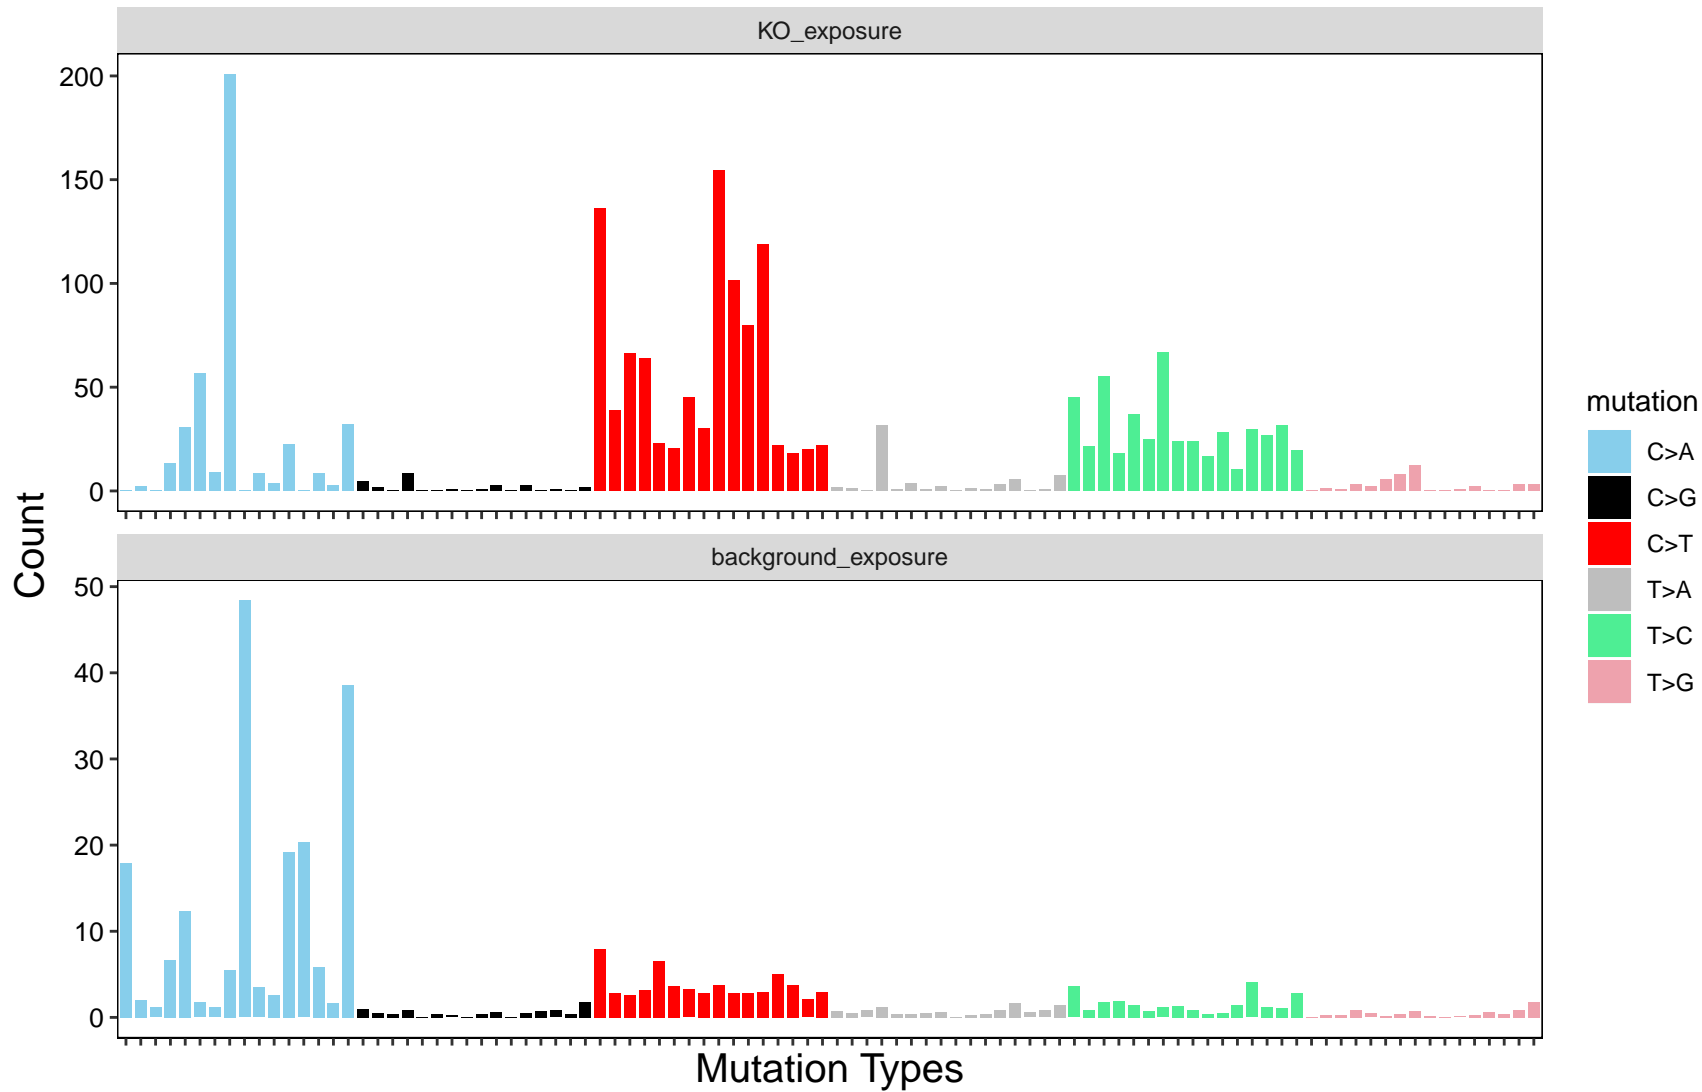 KO_exposure
200
150
100
50
0
background_exposure
50
40
30
20
10
0
Count
Mutation Types
mutation
C>A
C>G
C>T
T>A
T>C
T>G